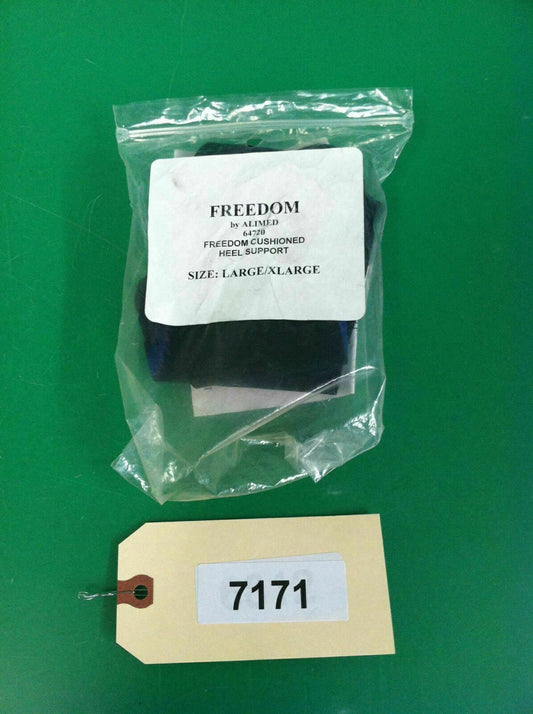 FREEDOM
by ALIMED
64720
FREEDOM CUSHIONED
HEEL SUPPORT
SIZE: LARGE/XLARGE
7171